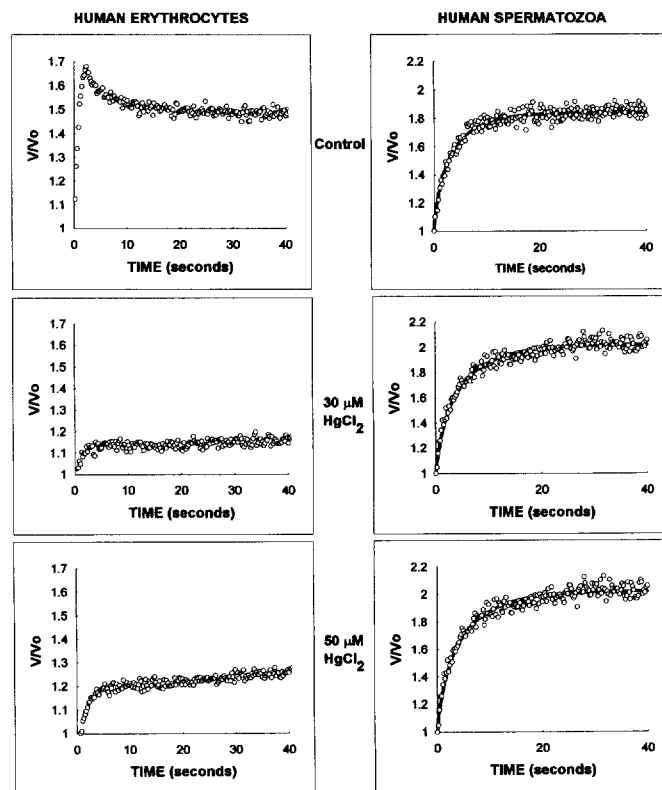 HUMAN ERYTHROCYTES
HUMAN SPERMATOZOA
1.7
1.6
1.5
1.4
1.3
1.2
1.1
1
V/Vo
0 10 20 30 40
TIME (seconds)
Control
2.2
2
1.8
1.6
1.4
1.2
1
V/Vo
0 20 40
TIME (seconds)
1.7
1.6
1.5
1.4
1.3
1.2
1.1
1
V/Vo
0 10 20 30 40
TIME (seconds)
30 µM
HgCl2
2.2
2
1.8
1.6
1.4
1.2
1
V/Vo
0 20 40
TIME (seconds)
1.7
1.6
1.5
1.4
1.3
1.2
1.1
1
V/Vo
0 10 20 30 40
TIME (seconds)
50 µM
HgCl2
2.2
2
1.8
1.6
1.4
1.2
1
V/Vo
0 20 40
TIME (seconds)